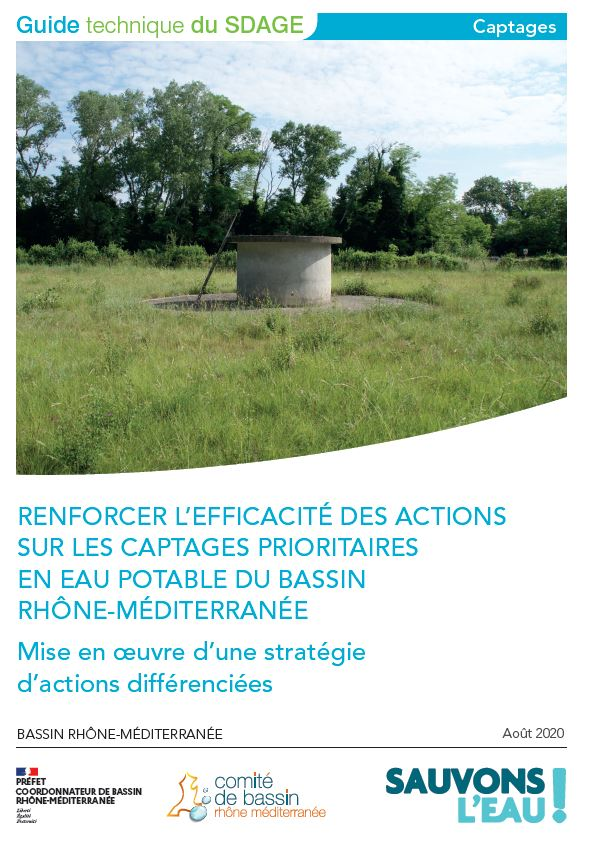 Guide technique du SDAGE
Captages
RENFORCER L’EFFICACITÉ DES ACTIONS
SUR LES CAPTAGES PRIORITAIRES
EN EAU POTABLE DU BASSIN
RHÔNE-MÉDITERRANÉE
Mise en œuvre d’une stratégie
d’actions différenciées
BASSIN RHÔNE-MÉDITERRANÉE
Août 2020
PRÉFET
COORDONNATEUR DE BASSIN
RHÔNE-MÉDITERRANÉE
Liberté
Égalité
Fraternité
comité
de bassin
rhône méditerranée
SAUVONS
L’EAU !